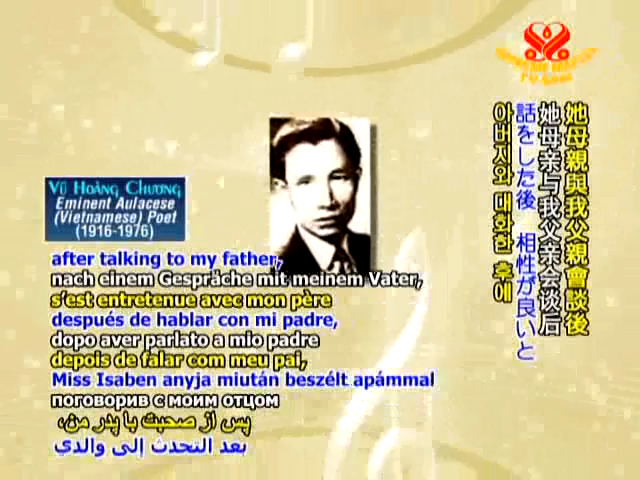 Vũ Hoàng Chương
Eminent Aulacese
(Vietnamese) Poet
(1916-1976)
after talking to my father,
nach einem Gespräche mit meinem Vater,
s'est entretenue avec mon père
después de hablar con mi padre,
dopo aver parlato a mio padre
depois de falar com meu pai,
Miss Isaben anyja miután beszélt apámmal
поговорив с моим отцом
پس از صحبت با پدر من،
بعد التحدث إلى والدي
她母親與我父親會談後
她母亲与我父亲会谈后
話をした後 相性が良いと
아버지와 대화한 후에